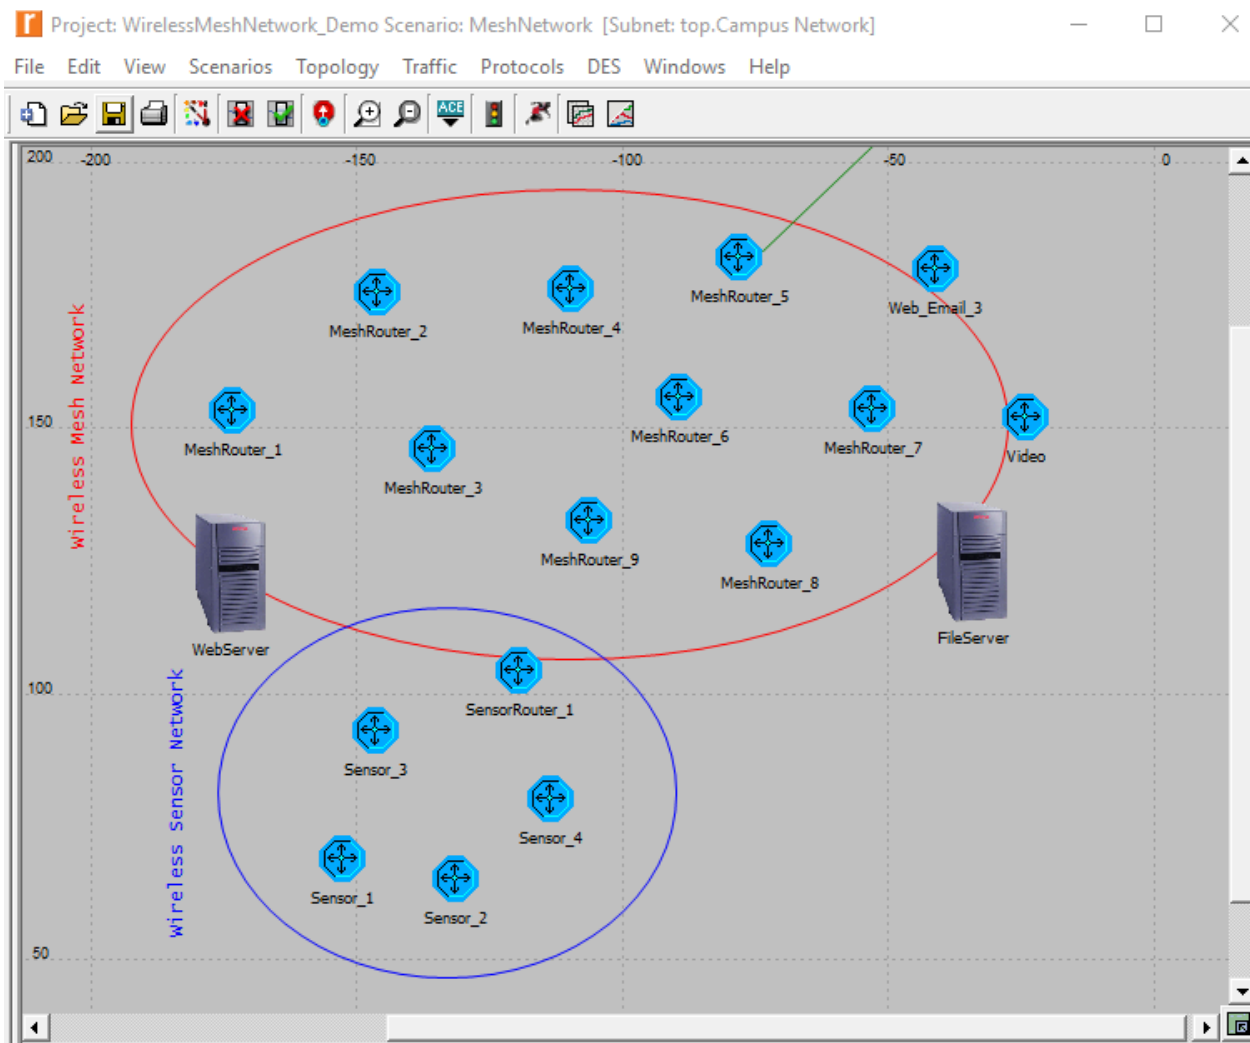 Project: WirelessMeshNetwork_Demo Scenario: MeshNetwork [Subnet: top.Campus Network]
File Edit View Scenarios Topology Traffic Protocols DES Windows Help
ACE
200 -200 -150 -100 -50 0
MeshRouter_5
Web_Email_3
MeshRouter_2
MeshRouter_4
Wireless Mesh Network
150
MeshRouter_1
MeshRouter_6
MeshRouter_7
Video
MeshRouter_3
MeshRouter_9
MeshRouter_8
WebServer
FileServer
100
SensorRouter_1
Wireless Sensor Network
Sensor_3
Sensor_4
Sensor_1
Sensor_2
50